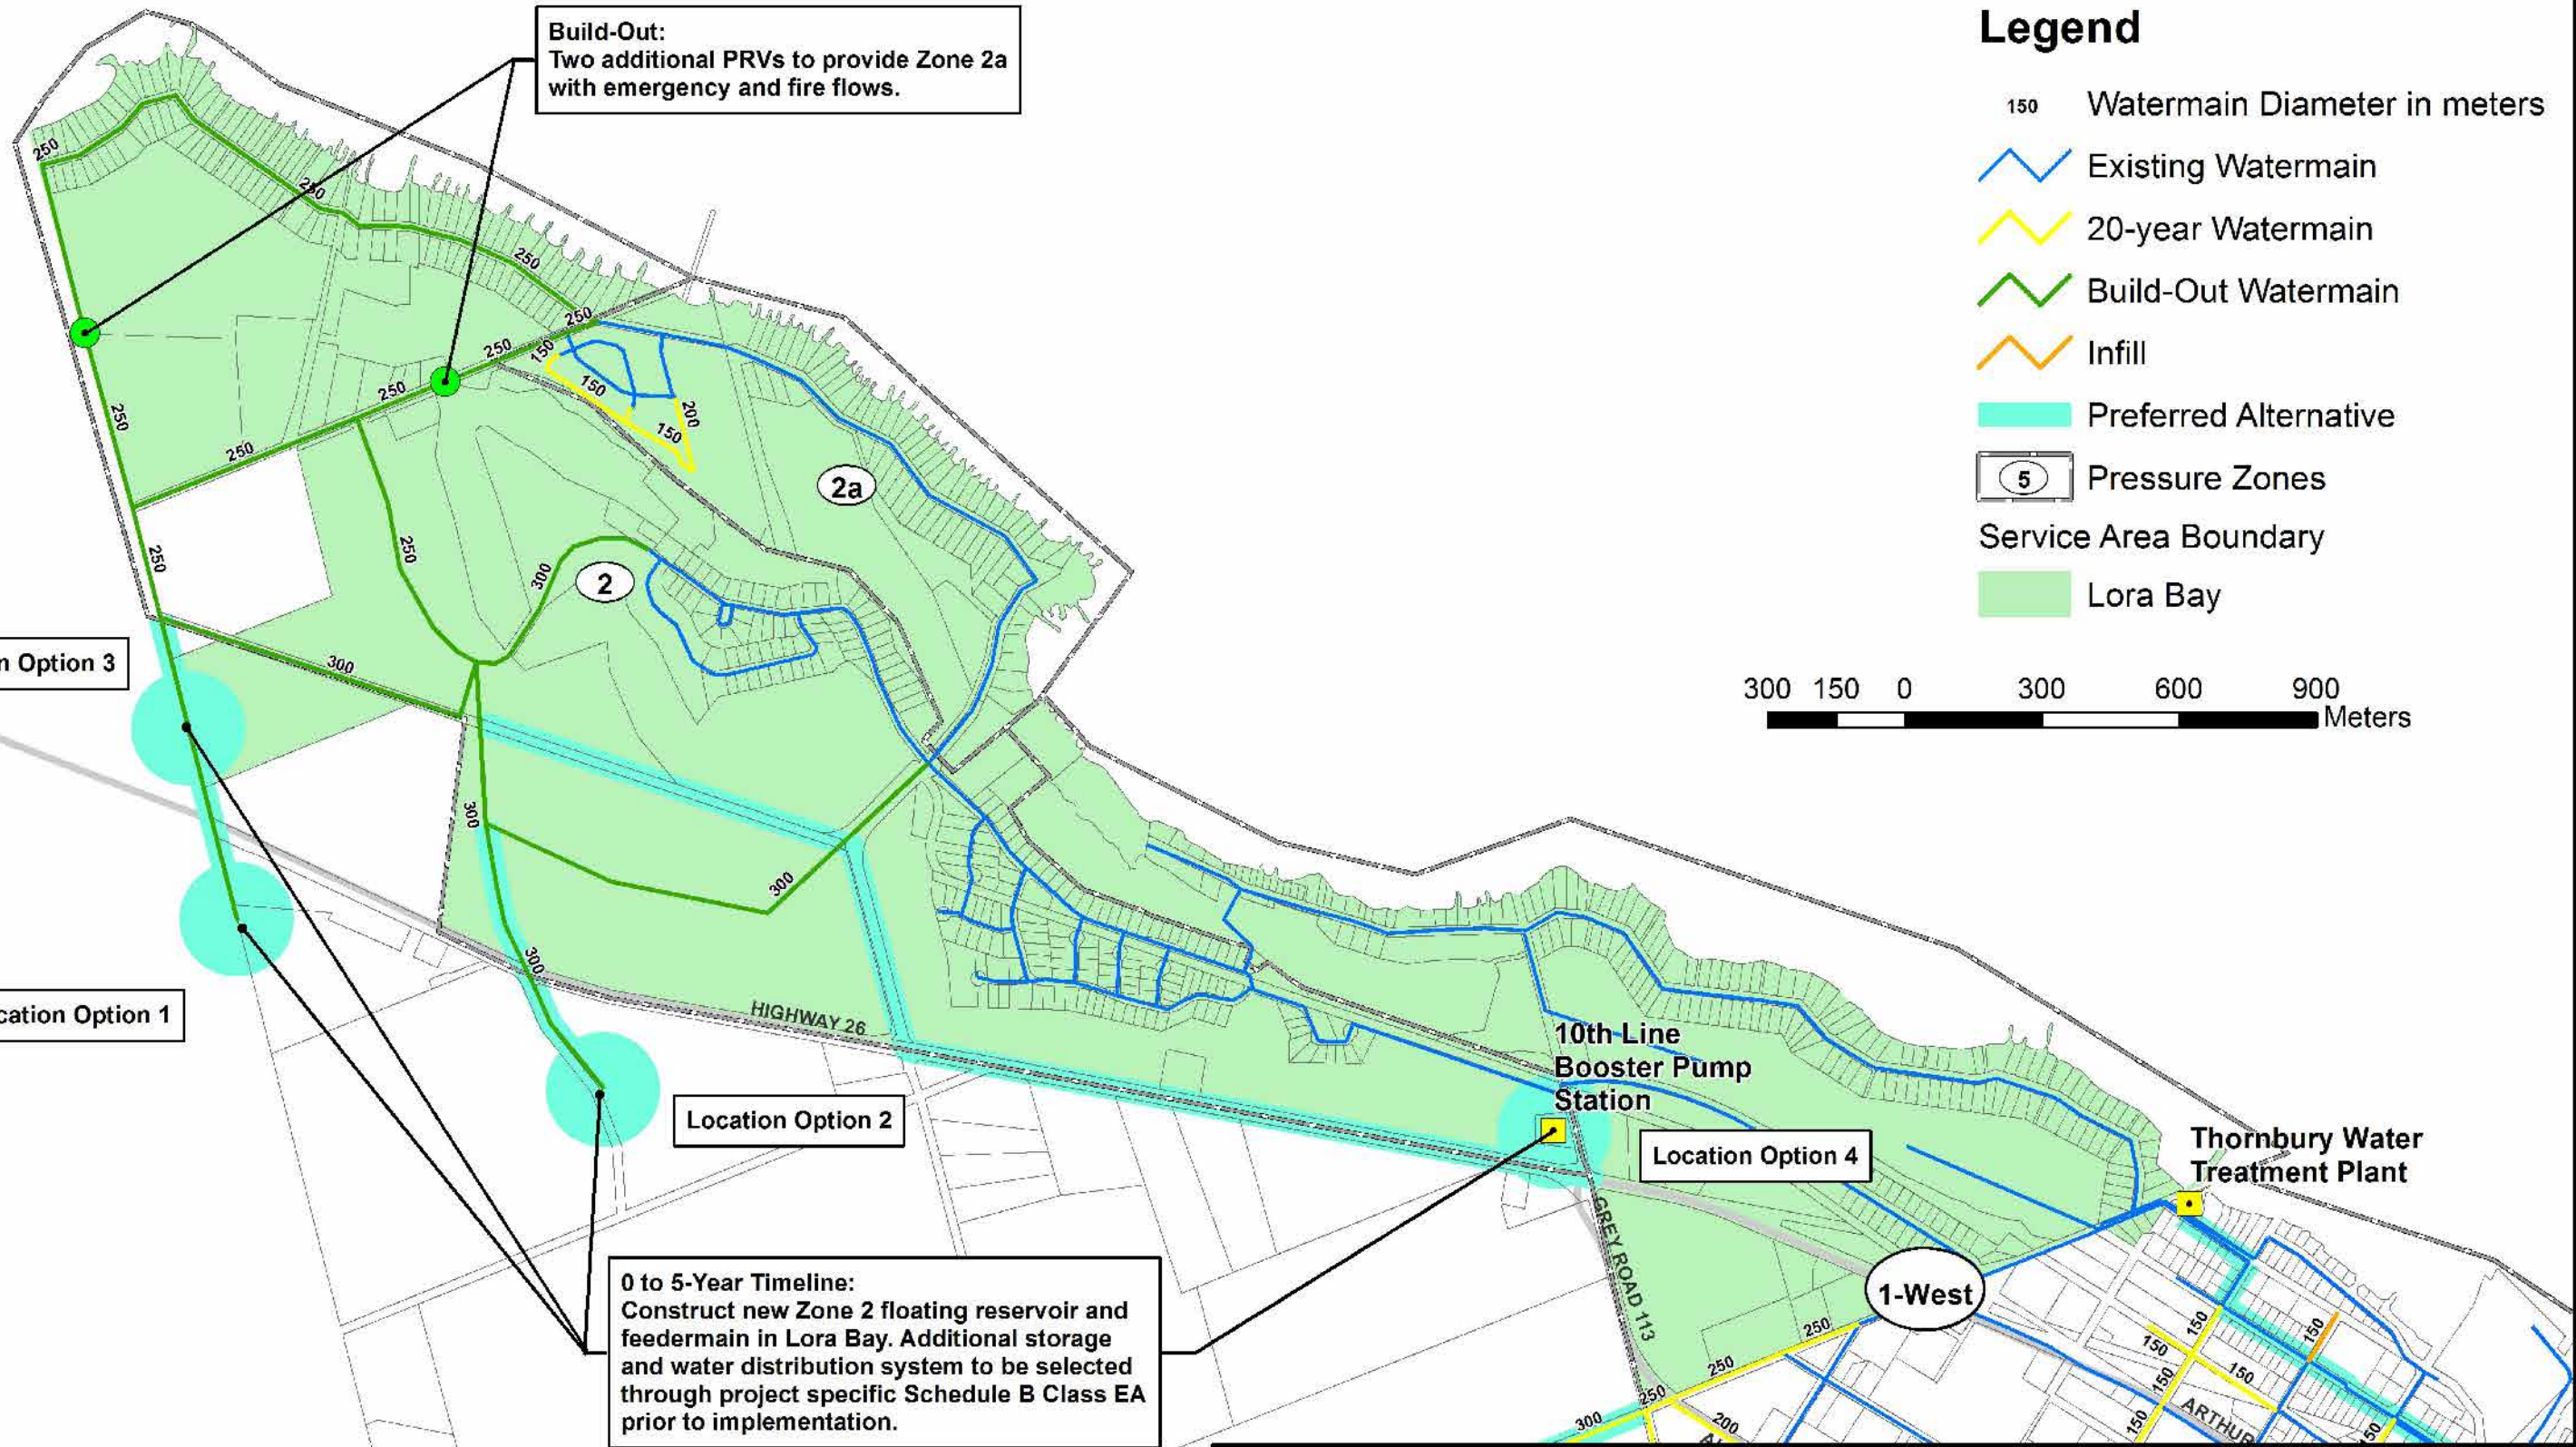 Build-Out:
Two additional PRVs to provide Zone 2a
with emergency and fire flows.
Legend
150 Watermain Diameter in meters
Existing Watermain
20-year Watermain
Build-Out Watermain
Infill
Preferred Alternative
5 Pressure Zones
Service Area Boundary
Lora Bay
300 150 0 300 600 900
Meters
250
250
250
250
250
150
250
250
250
250
250
250
150
150
200
2a
2
300
300
300
300
300
n Option 3
cation Option 1
Location Option 2
HIGHWAY 26
10th Line
Booster Pump
Station
Location Option 4
Thornbury Water
Treatment Plant
GREY ROAD 113
1-West
0 to 5-Year Timeline:
Construct new Zone 2 floating reservoir and
feedermain in Lora Bay. Additional storage
and water distribution system to be selected
through project specific Schedule B Class EA
prior to implementation.
250
250
250
300
200
150
150
150
150
150
150
150
ARTHUR